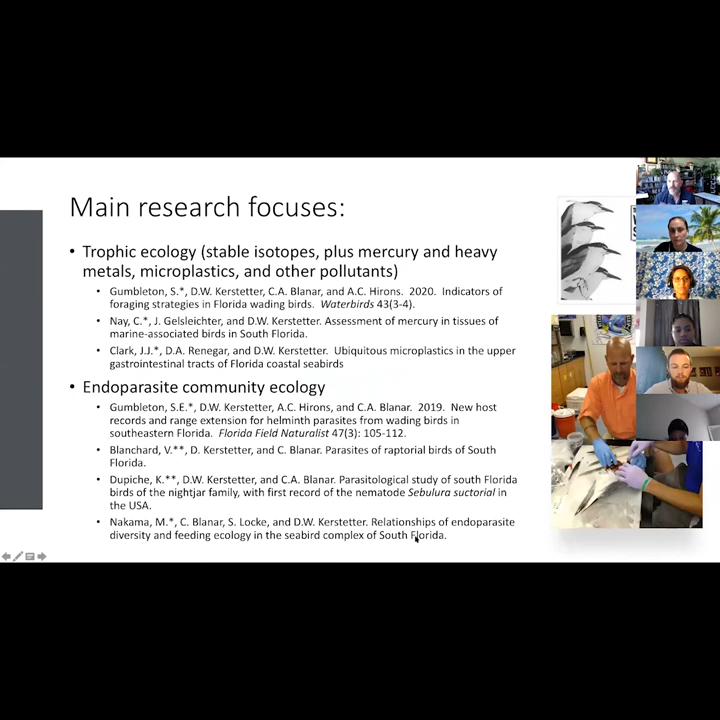 Main research focuses:
• Trophic ecology (stable isotopes, plus mercury and heavy
metals, microplastics, and other pollutants)
• Gumbleton, S.*, D.W. Kerstetter, C.A. Blanar, and A.C. Hirons. 2020. Indicators of
foraging strategies in Florida wading birds. Waterbirds 43(3-4).
• Nay, C.*, J. Gelsleichter, and D.W. Kerstetter. Assessment of mercury in tissues of
marine-associated birds in South Florida.
• Clark, J.J.*, D.A. Renegar, and D.W. Kerstetter. Ubiquitous microplastics in the upper
gastrointestinal tracts of Florida coastal seabirds
• Endoparasite community ecology
• Gumbleton, S.E.*, D.W. Kerstetter, A.C. Hirons, and C.A. Blanar. 2019. New host
records and range extension for helminth parasites from wading birds in
southeastern Florida. Florida Field Naturalist 47(3): 105-112.
• Blanchard, V.**, D. Kerstetter, and C. Blanar. Parasites of raptorial birds of South
Florida.
• Dupiche, K.**, D.W. Kerstetter, and C.A. Blanar. Parasitological study of south Florida
birds of the nightjar family, with first record of the nematode Sebulura suctorial in
the USA.
• Nakama, M.*, C. Blanar, S. Locke, and D.W. Kerstetter. Relationships of endoparasite
diversity and feeding ecology in the seabird complex of South Florida.